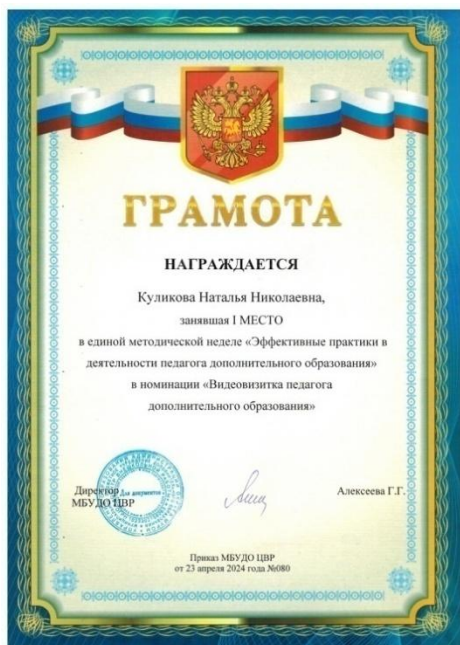 ГРАМОТА
НАГРАЖДАЕТСЯ
Куликова Наталья Николаевна,
занявшая I МЕСТО
в единой методической неделе «Эффективные практики в
деятельности педагога дополнительного образования»
в номинации «Видеовизитка педагога
дополнительного образования»
Директор
МБУДО ЦВР
Для документов
Алексеева Г.Г.
Приказ МБУДО ЦВР
от 23 апреля 2024 года №080